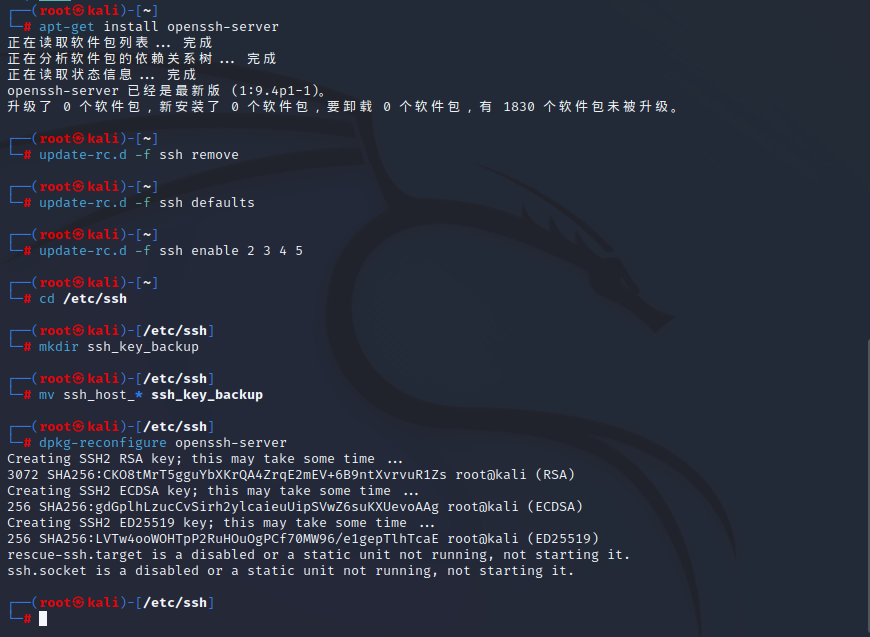 ┌──(root㉿kali)-[~]
└─# apt-get install openssh-server
正在读取软件包列表... 完成
正在分析软件包的依赖关系树... 完成
正在读取状态信息... 完成
openssh-server 已经是最新版 (1:9.4p1-1)。
升级了 0 个软件包，新安装了 0 个软件包，要卸载 0 个软件包，有 1830 个软件包未被升级。
┌──(root㉿kali)-[~]
└─# update-rc.d -f ssh remove
┌──(root㉿kali)-[~]
└─# update-rc.d -f ssh defaults
┌──(root㉿kali)-[~]
└─# update-rc.d -f ssh enable 2 3 4 5
┌──(root㉿kali)-[~]
└─# cd /etc/ssh
┌──(root㉿kali)-[/etc/ssh]
└─# mkdir ssh_key_backup
┌──(root㉿kali)-[/etc/ssh]
└─# mv ssh_host_* ssh_key_backup
┌──(root㉿kali)-[/etc/ssh]
└─# dpkg-reconfigure openssh-server
Creating SSH2 RSA key; this may take some time ...
3072 SHA256:CKO8tMrT5gguYbXKrQA4ZrqE2mEV+6B9ntXvrvuR1Zs root@kali (RSA)
Creating SSH2 ECDSA key; this may take some time ...
256 SHA256:gdGplhLzucCvSirh2ylcaieuUipSVwZ6suKXUevoAAg root@kali (ECDSA)
Creating SSH2 ED25519 key; this may take some time ...
256 SHA256:LVTw4ooWOHTpP2RuHOuOgPCf70MW96/e1gepTlhTcaE root@kali (ED25519)
rescue-ssh.target is a disabled or a static unit not running, not starting it.
ssh.socket is a disabled or a static unit not running, not starting it.
┌──(root㉿kali)-[/etc/ssh]
└─#